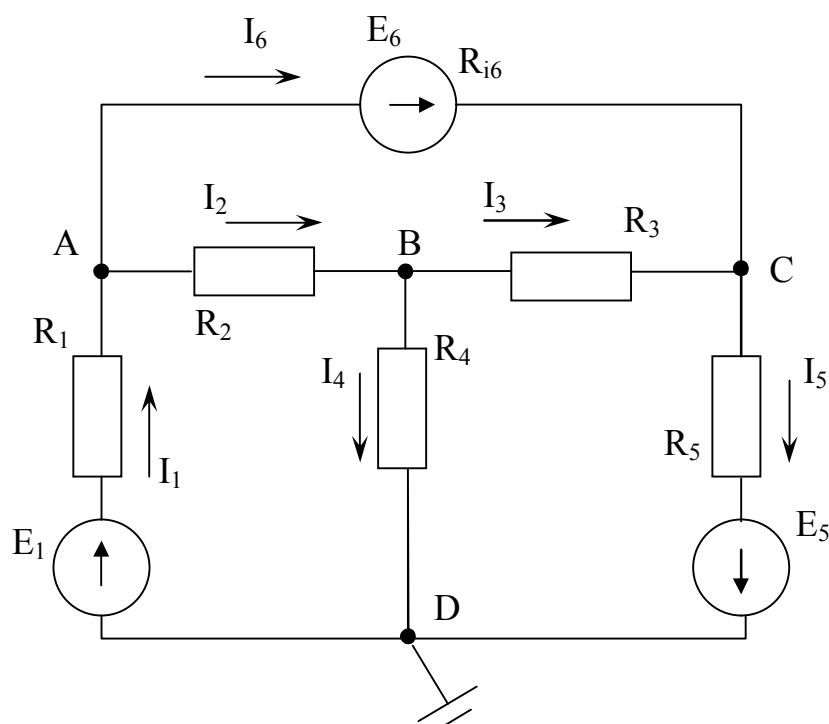 I₆
E₆
Rᵢ₆
I₂
I₃
R₃
A
B
C
R₂
R₁
R₄
I₄
I₅
R₅
I₁
E₁
E₅
D